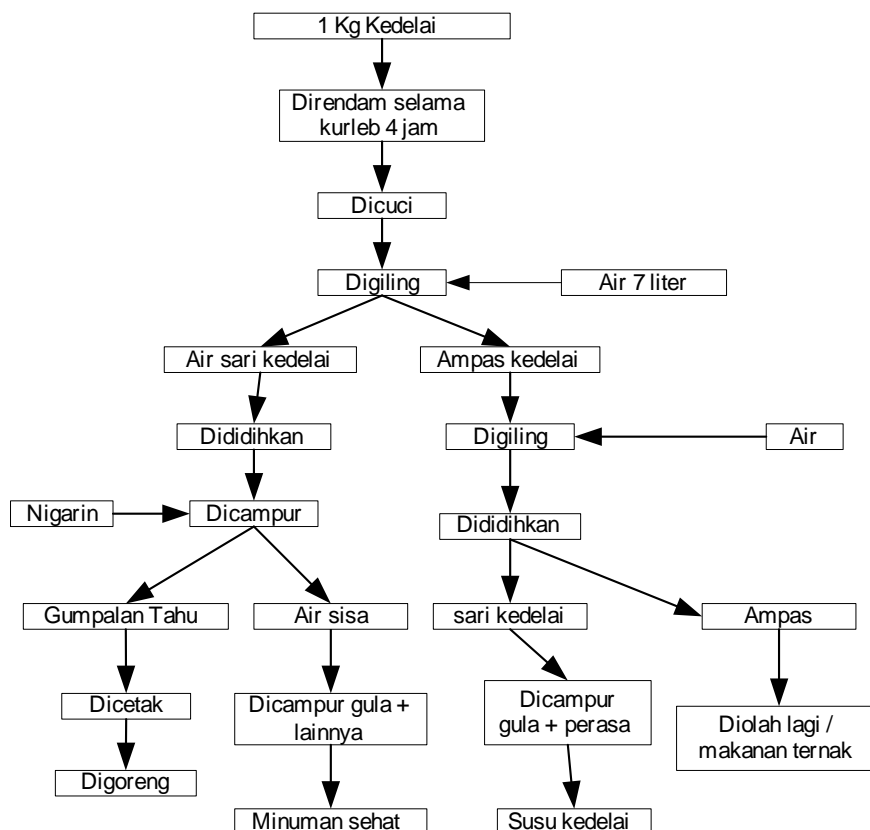 1 Kg Kedelai
Direndam selama
kurleb 4 jam
Dicuci
Digiling
Air 7 liter
Air sari kedelai
Ampas kedelai
Dididihkan
Digiling
Air
Nigarin
Dicampur
Dididihkan
Gumpalan Tahu
Air sisa
sari kedelai
Ampas
Dicetak
Dicampur gula +
lainnya
Dicampur
gula + perasa
Diolah lagi /
makanan ternak
Digoreng
Minuman sehat
Susu kedelai